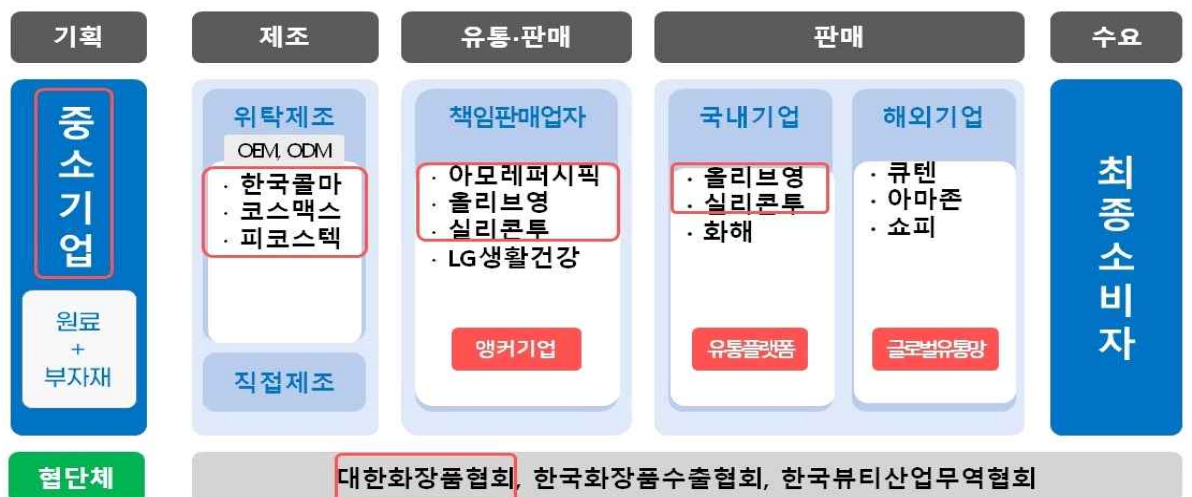 기획
제조
유통·판매
판매
수요
중소기업
원료
+
부자재
위탁제조
OEM, ODM
· 한국콜마
· 코스맥스
· 피코스텍
직접제조
책임판매업자
· 아모레퍼시픽
· 올리브영
· 실리콘투
· LG생활건강
앵커기업
국내기업
· 올리브영
· 실리콘투
· 화해
유통플랫폼
해외기업
· 큐텐
· 아마존
· 쇼피
글로벌유통망
최종소비자
협단체
대한화장품협회, 한국화장품수출협회, 한국뷰티산업무역협회